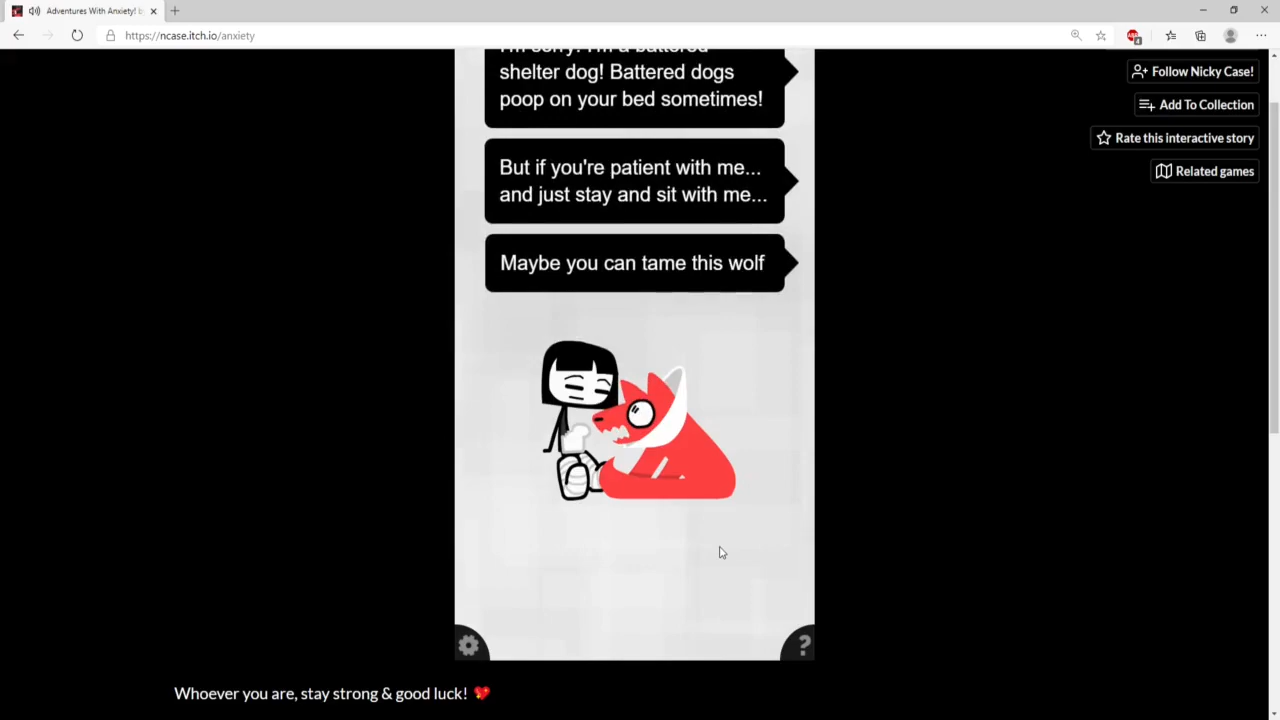 Adventures With Anxiety! b
https://ncase.itch.io/anxiety
Follow Nicky Case!
Add To Collection
Rate this interactive story
Related games
I'm sorry! I'm a battered
shelter dog! Battered dogs
poop on your bed sometimes!
But if you're patient with me...
and just stay and sit with me...
Maybe you can tame this wolf
?
Whoever you are, stay strong & good luck! 💖